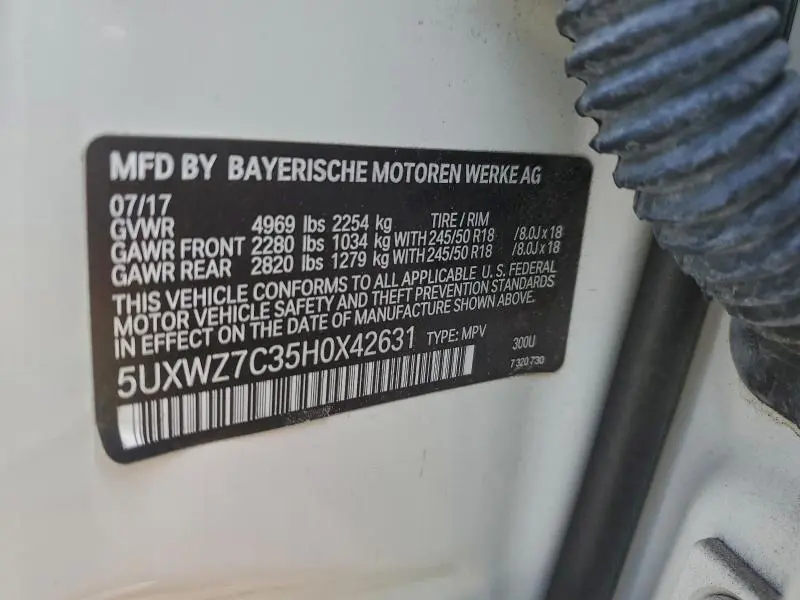 MFD BY BAYERISCHE MOTOREN WERKE AG
07/17
GVWR 4969 lbs 2254 kg TIRE / RIM
GAWR FRONT 2280 lbs 1034 kg WITH 245/50 R18 /8.0J x 18
GAWR REAR 2820 lbs 1279 kg WITH 245/50 R18 /8.0J x 18
THIS VEHICLE CONFORMS TO ALL APPLICABLE U. S. FEDERAL
MOTOR VEHICLE SAFETY AND THEFT PREVENTION STANDARDS
IN EFFECT ON THE DATE OF MANUFACTURE SHOWN ABOVE.
5UXWZ7C35H0X42631 TYPE: MPV 300U
7 320 730